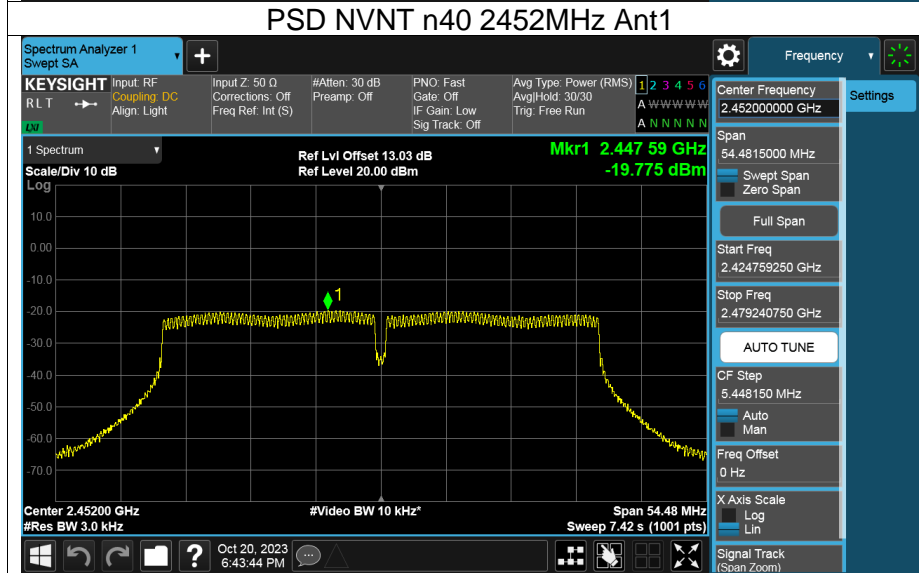 PSD NVNT n40 2452MHz Ant1
Spectrum Analyzer 1
Swept SA
+
Frequency
KEYSIGHT
RLT
LXI
Input: RF
Coupling: DC
Align: Light
Input Z: 50 Ω
Corrections: Off
Freq Ref: Int (S)
#Atten: 30 dB
Preamp: Off
PNO: Fast
Gate: Off
IF Gain: Low
Sig Track: Off
Avg Type: Power (RMS)
Avg|Hold: 30/30
Trig: Free Run
1 2 3 4 5 6
A W W W W W
A N N N N N
Center Frequency
2.452000000 GHz
Settings
Span
54.4815000 MHz
Swept Span
Zero Span
Full Span
Start Freq
2.424759250 GHz
Stop Freq
2.479240750 GHz
AUTO TUNE
CF Step
5.448150 MHz
Auto
Man
Freq Offset
0 Hz
X Axis Scale
Log
Lin
Signal Track
(Span Zoom)
1 Spectrum
Scale/Div 10 dB
Log
Ref Lvl Offset 13.03 dB
Ref Level 20.00 dBm
Mkr1 2.447 59 GHz
-19.775 dBm
10.0
0.00
-10.0
-20.0
-30.0
-40.0
-50.0
-60.0
-70.0
1
Center 2.45200 GHz
#Res BW 3.0 kHz
#Video BW 10 kHz*
Span 54.48 MHz
Sweep 7.42 s (1001 pts)
?
Oct 20, 2023
6:43:44 PM